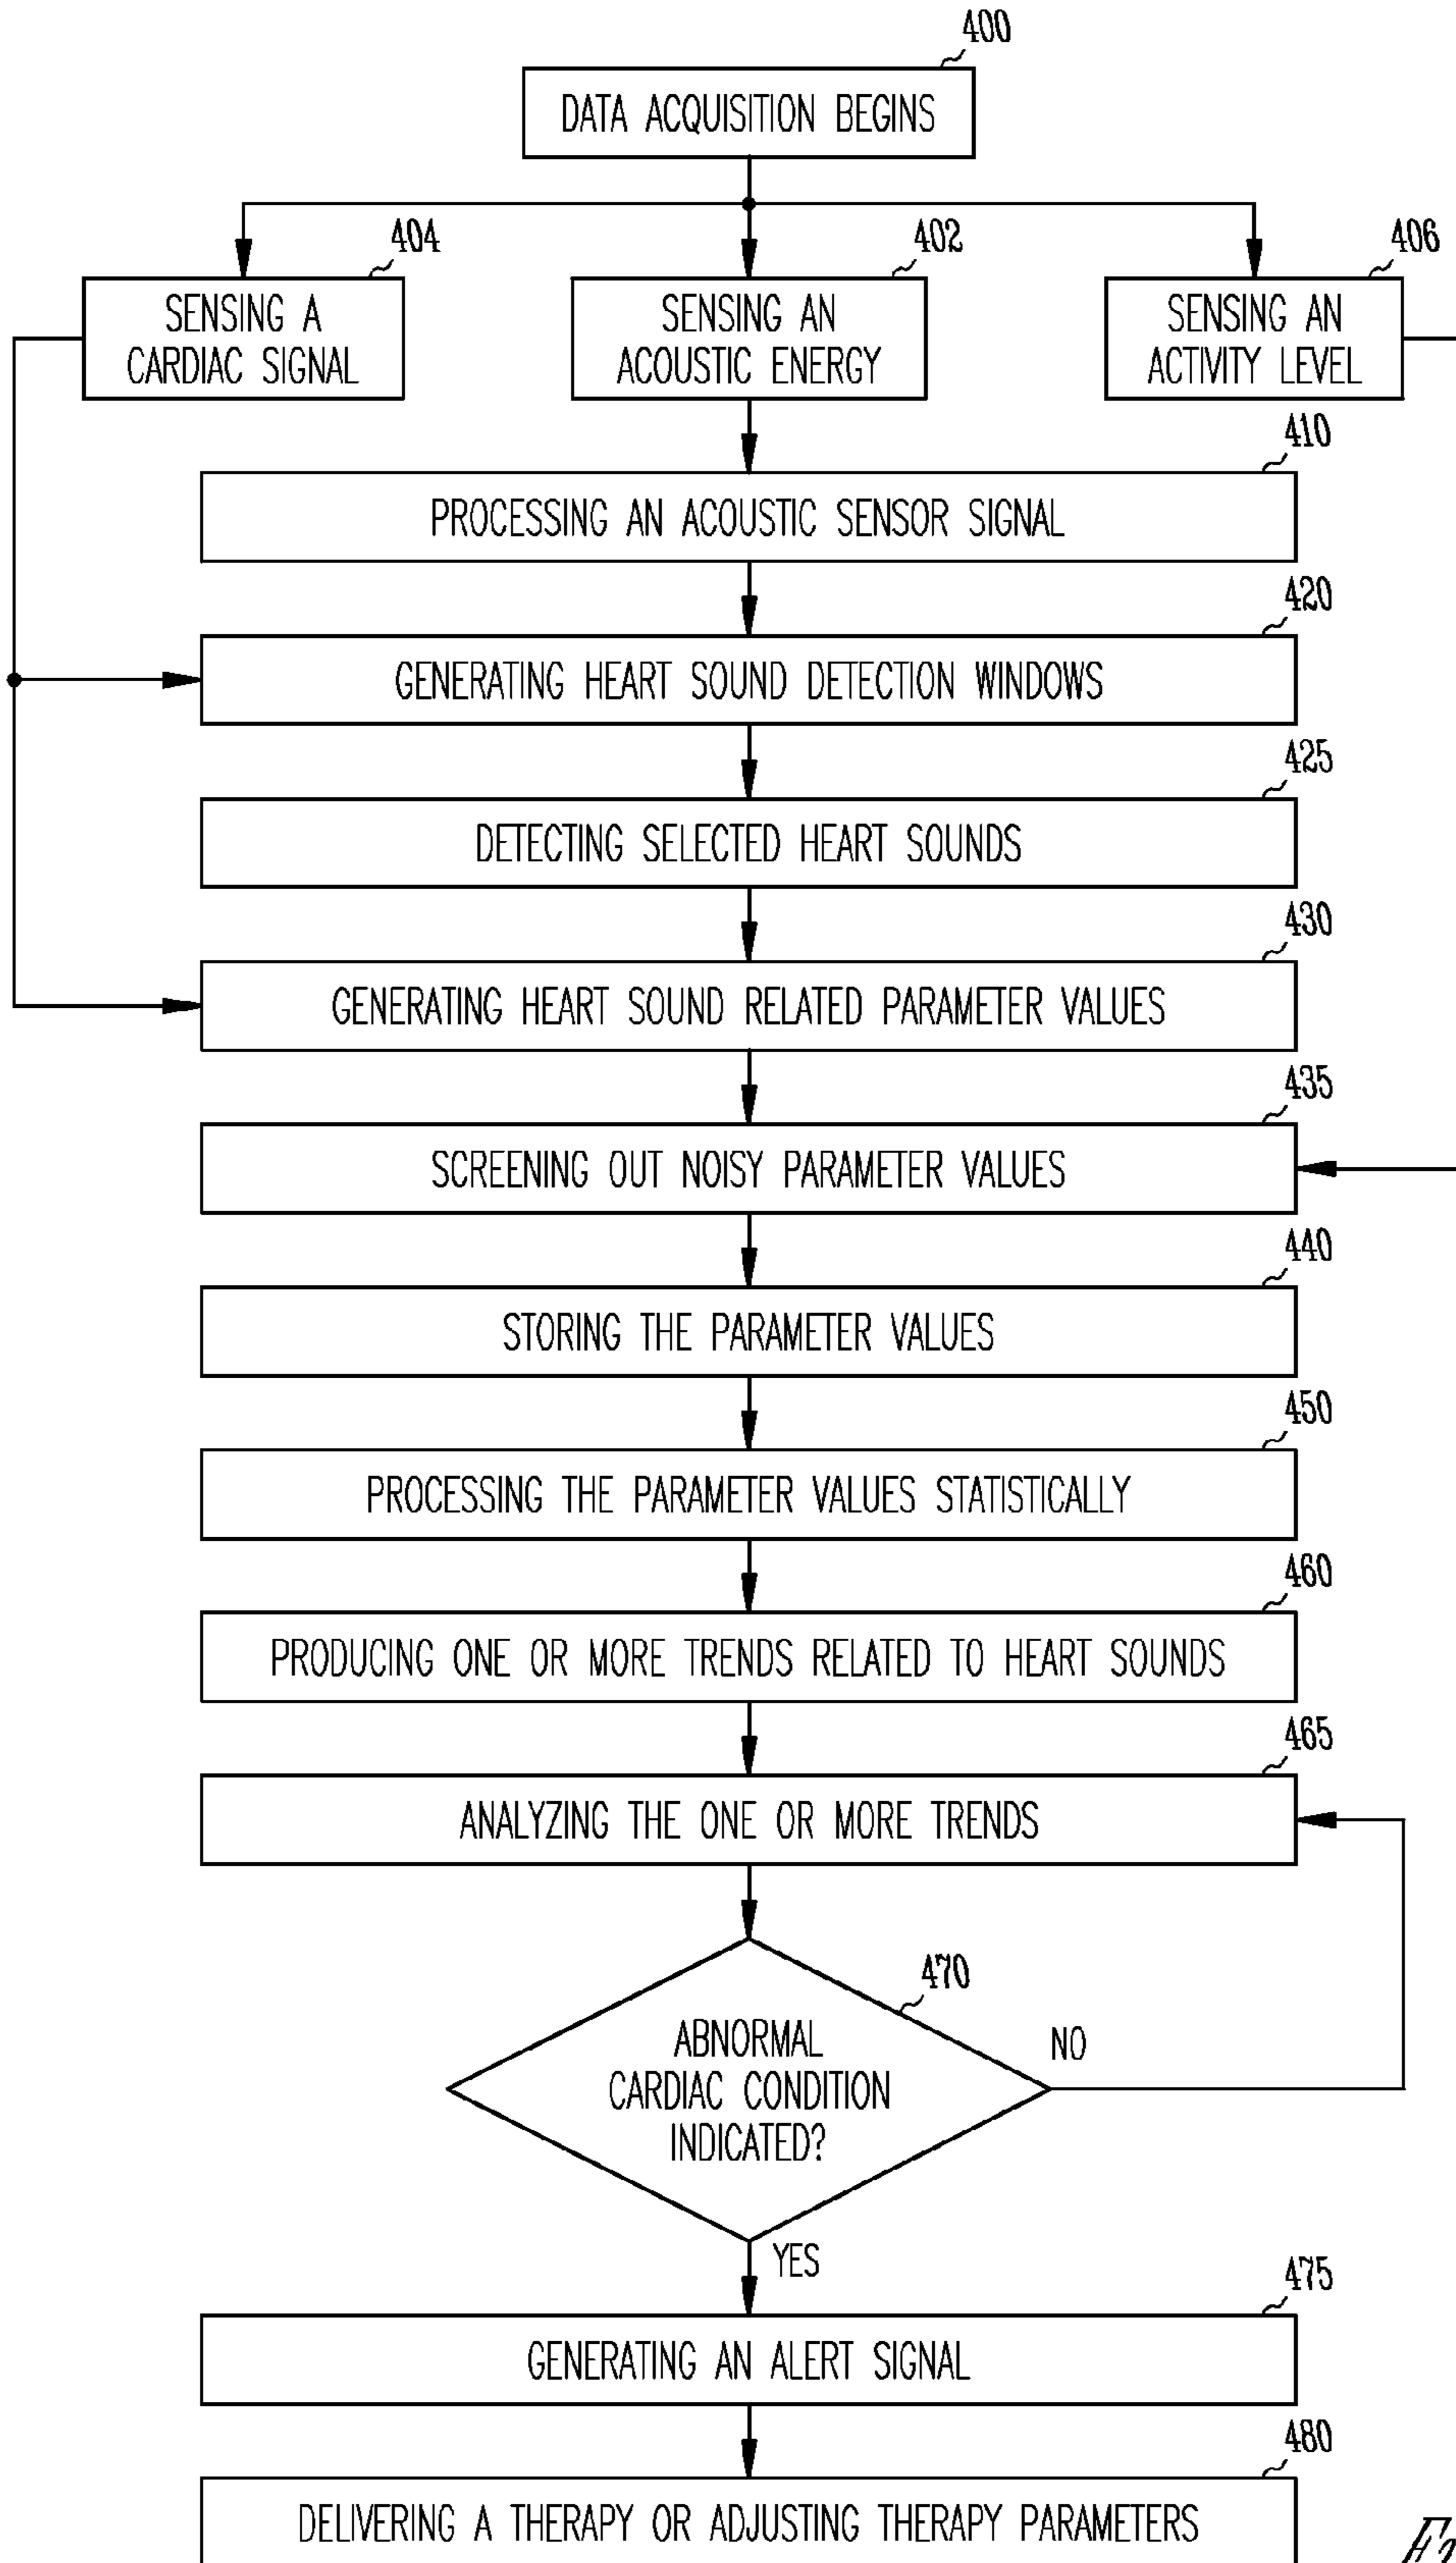 400
DATA ACQUISITION BEGINS
404
402
406
SENSING A
CARDIAC SIGNAL
SENSING AN
ACOUSTIC ENERGY
SENSING AN
ACTIVITY LEVEL
410
PROCESSING AN ACOUSTIC SENSOR SIGNAL
420
GENERATING HEART SOUND DETECTION WINDOWS
425
DETECTING SELECTED HEART SOUNDS
430
GENERATING HEART SOUND RELATED PARAMETER VALUES
435
SCREENING OUT NOISY PARAMETER VALUES
440
STORING THE PARAMETER VALUES
450
PROCESSING THE PARAMETER VALUES STATISTICALLY
460
PRODUCING ONE OR MORE TRENDS RELATED TO HEART SOUNDS
465
ANALYZING THE ONE OR MORE TRENDS
470
ABNORMAL
CARDIAC CONDITION
INDICATED?
NO
YES
475
GENERATING AN ALERT SIGNAL
480
DELIVERING A THERAPY OR ADJUSTING THERAPY PARAMETERS